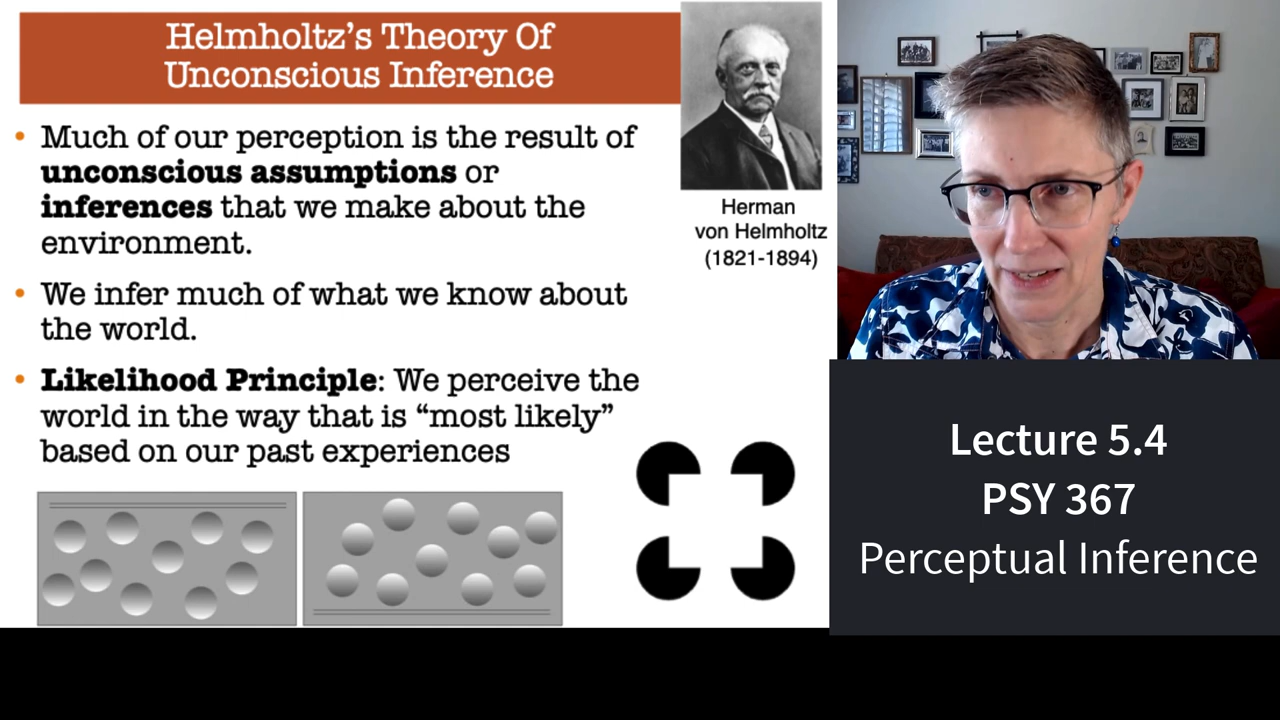 Helmholtz’s Theory Of
Unconscious Inference
• Much of our perception is the result of
unconscious assumptions or
inferences that we make about the
environment.
• We infer much of what we know about
the world.
• Likelihood Principle: We perceive the
world in the way that is “most likely”
based on our past experiences
Herman
von Helmholtz
(1821-1894)
Lecture 5.4
PSY 367
Perceptual Inference